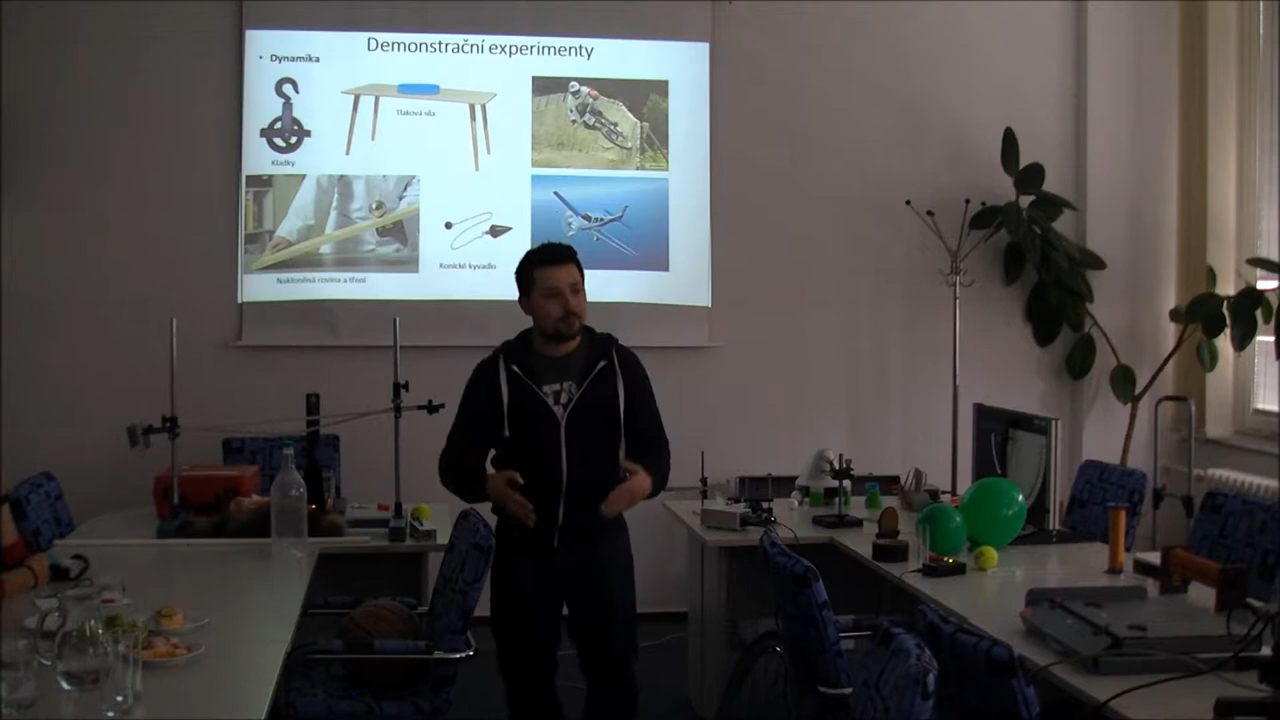 Demonstrační experimenty
• Dynamika
Tlaková síla
Kladky
Konické kyvadlo
Nakloněná rovina a tření